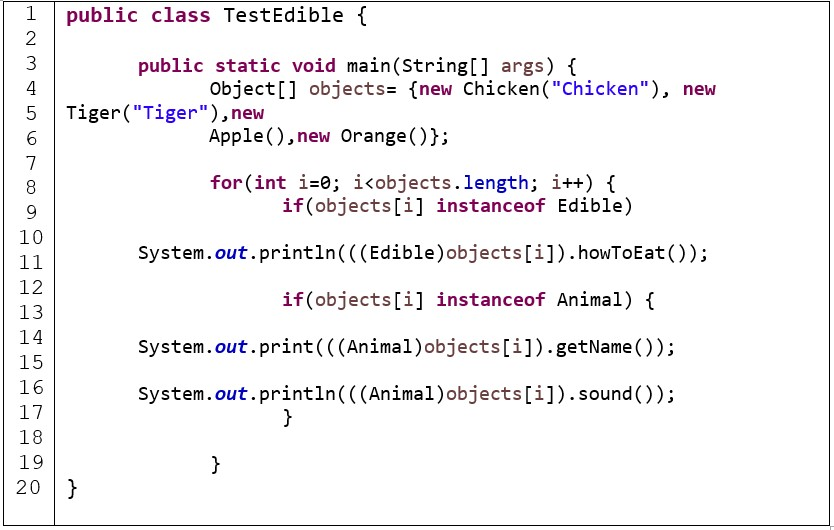 1 public class TestEdible {
2
3 public static void main(String[] args) {
4 Object[] objects= {new Chicken("Chicken"), new
5 Tiger("Tiger"),new
6 Apple(),new Orange()};
7
8 for(int i=0; i<objects.length; i++) {
9 if(objects[i] instanceof Edible)
10
11 System.out.println(((Edible)objects[i]).howToEat());
12
13 if(objects[i] instanceof Animal) {
14
15 System.out.print(((Animal)objects[i]).getName());
16
17 System.out.println(((Animal)objects[i]).sound());
18 }
19 }
20 }